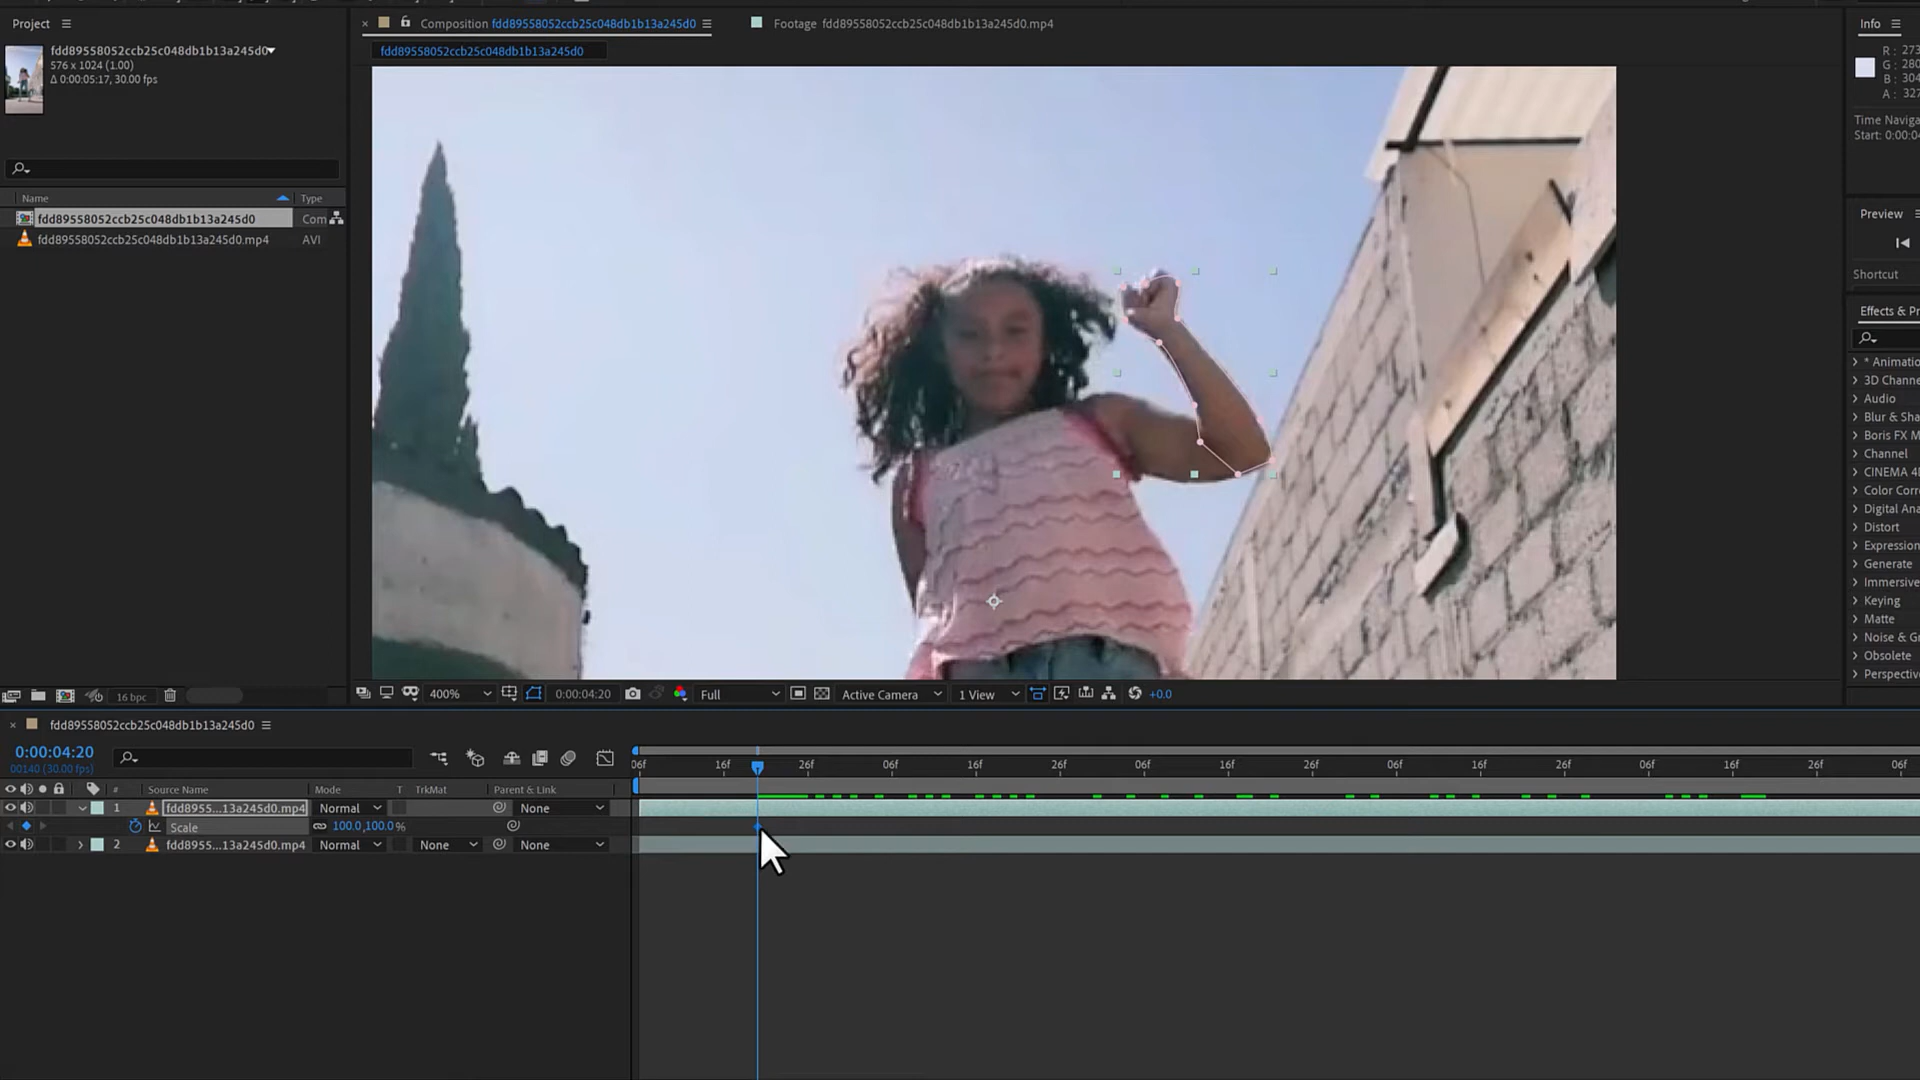 Project
Composition fdd89558052ccb25c048db1b13a245d0
Footage fdd89558052ccb25c048db1b13a245d0.mp4
Info
fdd89558052ccb25c048db1b13a245d0
576 x 1024 (1.00)
Δ 0:00:05:17, 30.00 fps
fdd89558052ccb25c048db1b13a245d0
R : 273
G : 280
B : 304
A : 327
Time Naviga
Start: 0:00:04
Name
Type
fdd89558052ccb25c048db1b13a245d0
Com
fdd89558052ccb25c048db1b13a245d0.mp4
AVI
Preview
Shortcut
Effects & Pr
* Animatio
3D Channe
Audio
Blur & Sha
Boris FX M
Channel
CINEMA 4D
Color Corre
Digital Ana
Distort
Expression
Generate
Immersive
Keying
Matte
Noise & Gr
Obsolete
Perspectiv
16 bpc
400%
0:00:04:20
Full
Active Camera
1 View
+0.0
fdd89558052ccb25c048db1b13a245d0
0:00:04:20
00140 (30.00 fps)
06f
16f
26f
06f
16f
26f
06f
16f
26f
06f
16f
26f
06f
16f
26f
06f
#
Source Name
Mode
T
TrkMat
Parent & Link
1
fdd8955...13a245d0.mp4
Normal
None
Scale
100.0,100.0 %
2
fdd8955...13a245d0.mp4
Normal
None
None